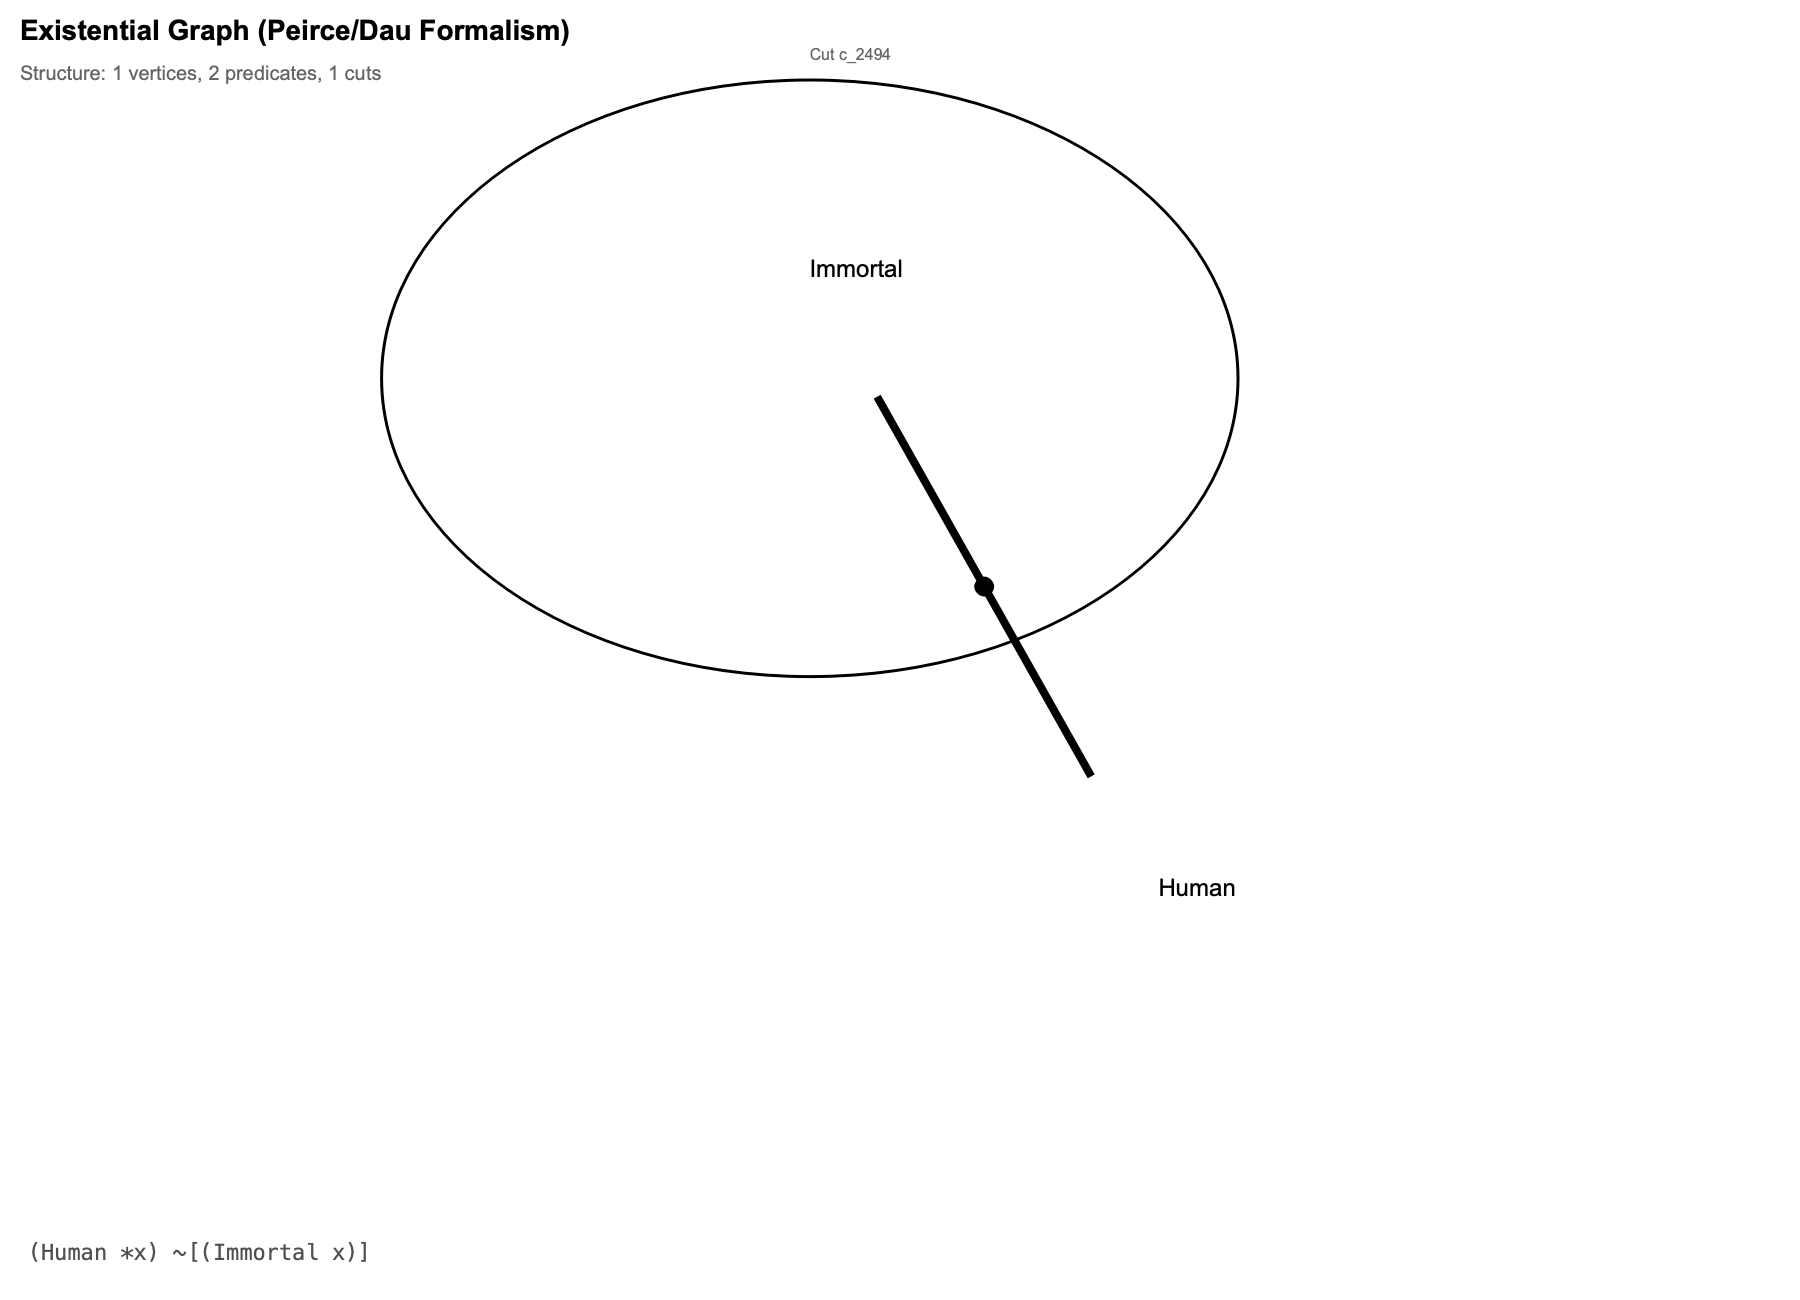 Existential Graph (Peirce/Dau Formalism)
Cut c_2494
Structure: 1 vertices, 2 predicates, 1 cuts
Immortal
Human
(Human *x) ~[(Immortal x)]